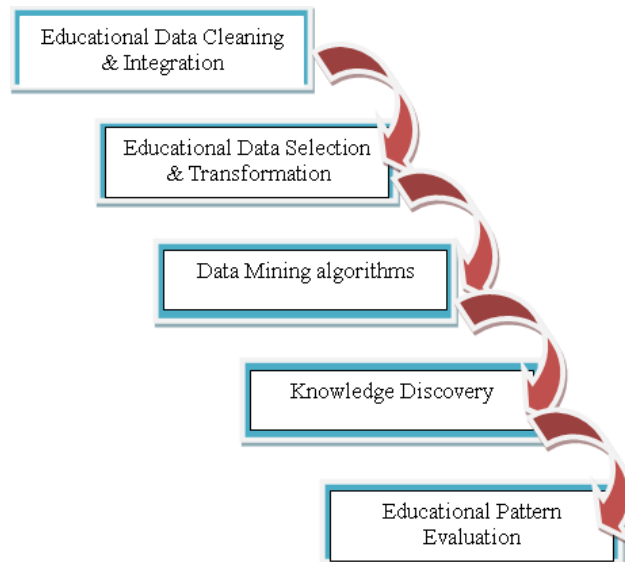 Educational Data Cleaning
& Integration
Educational Data Selection
& Transformation
Data Mining algorithms
Knowledge Discovery
Educational Pattern
Evaluation